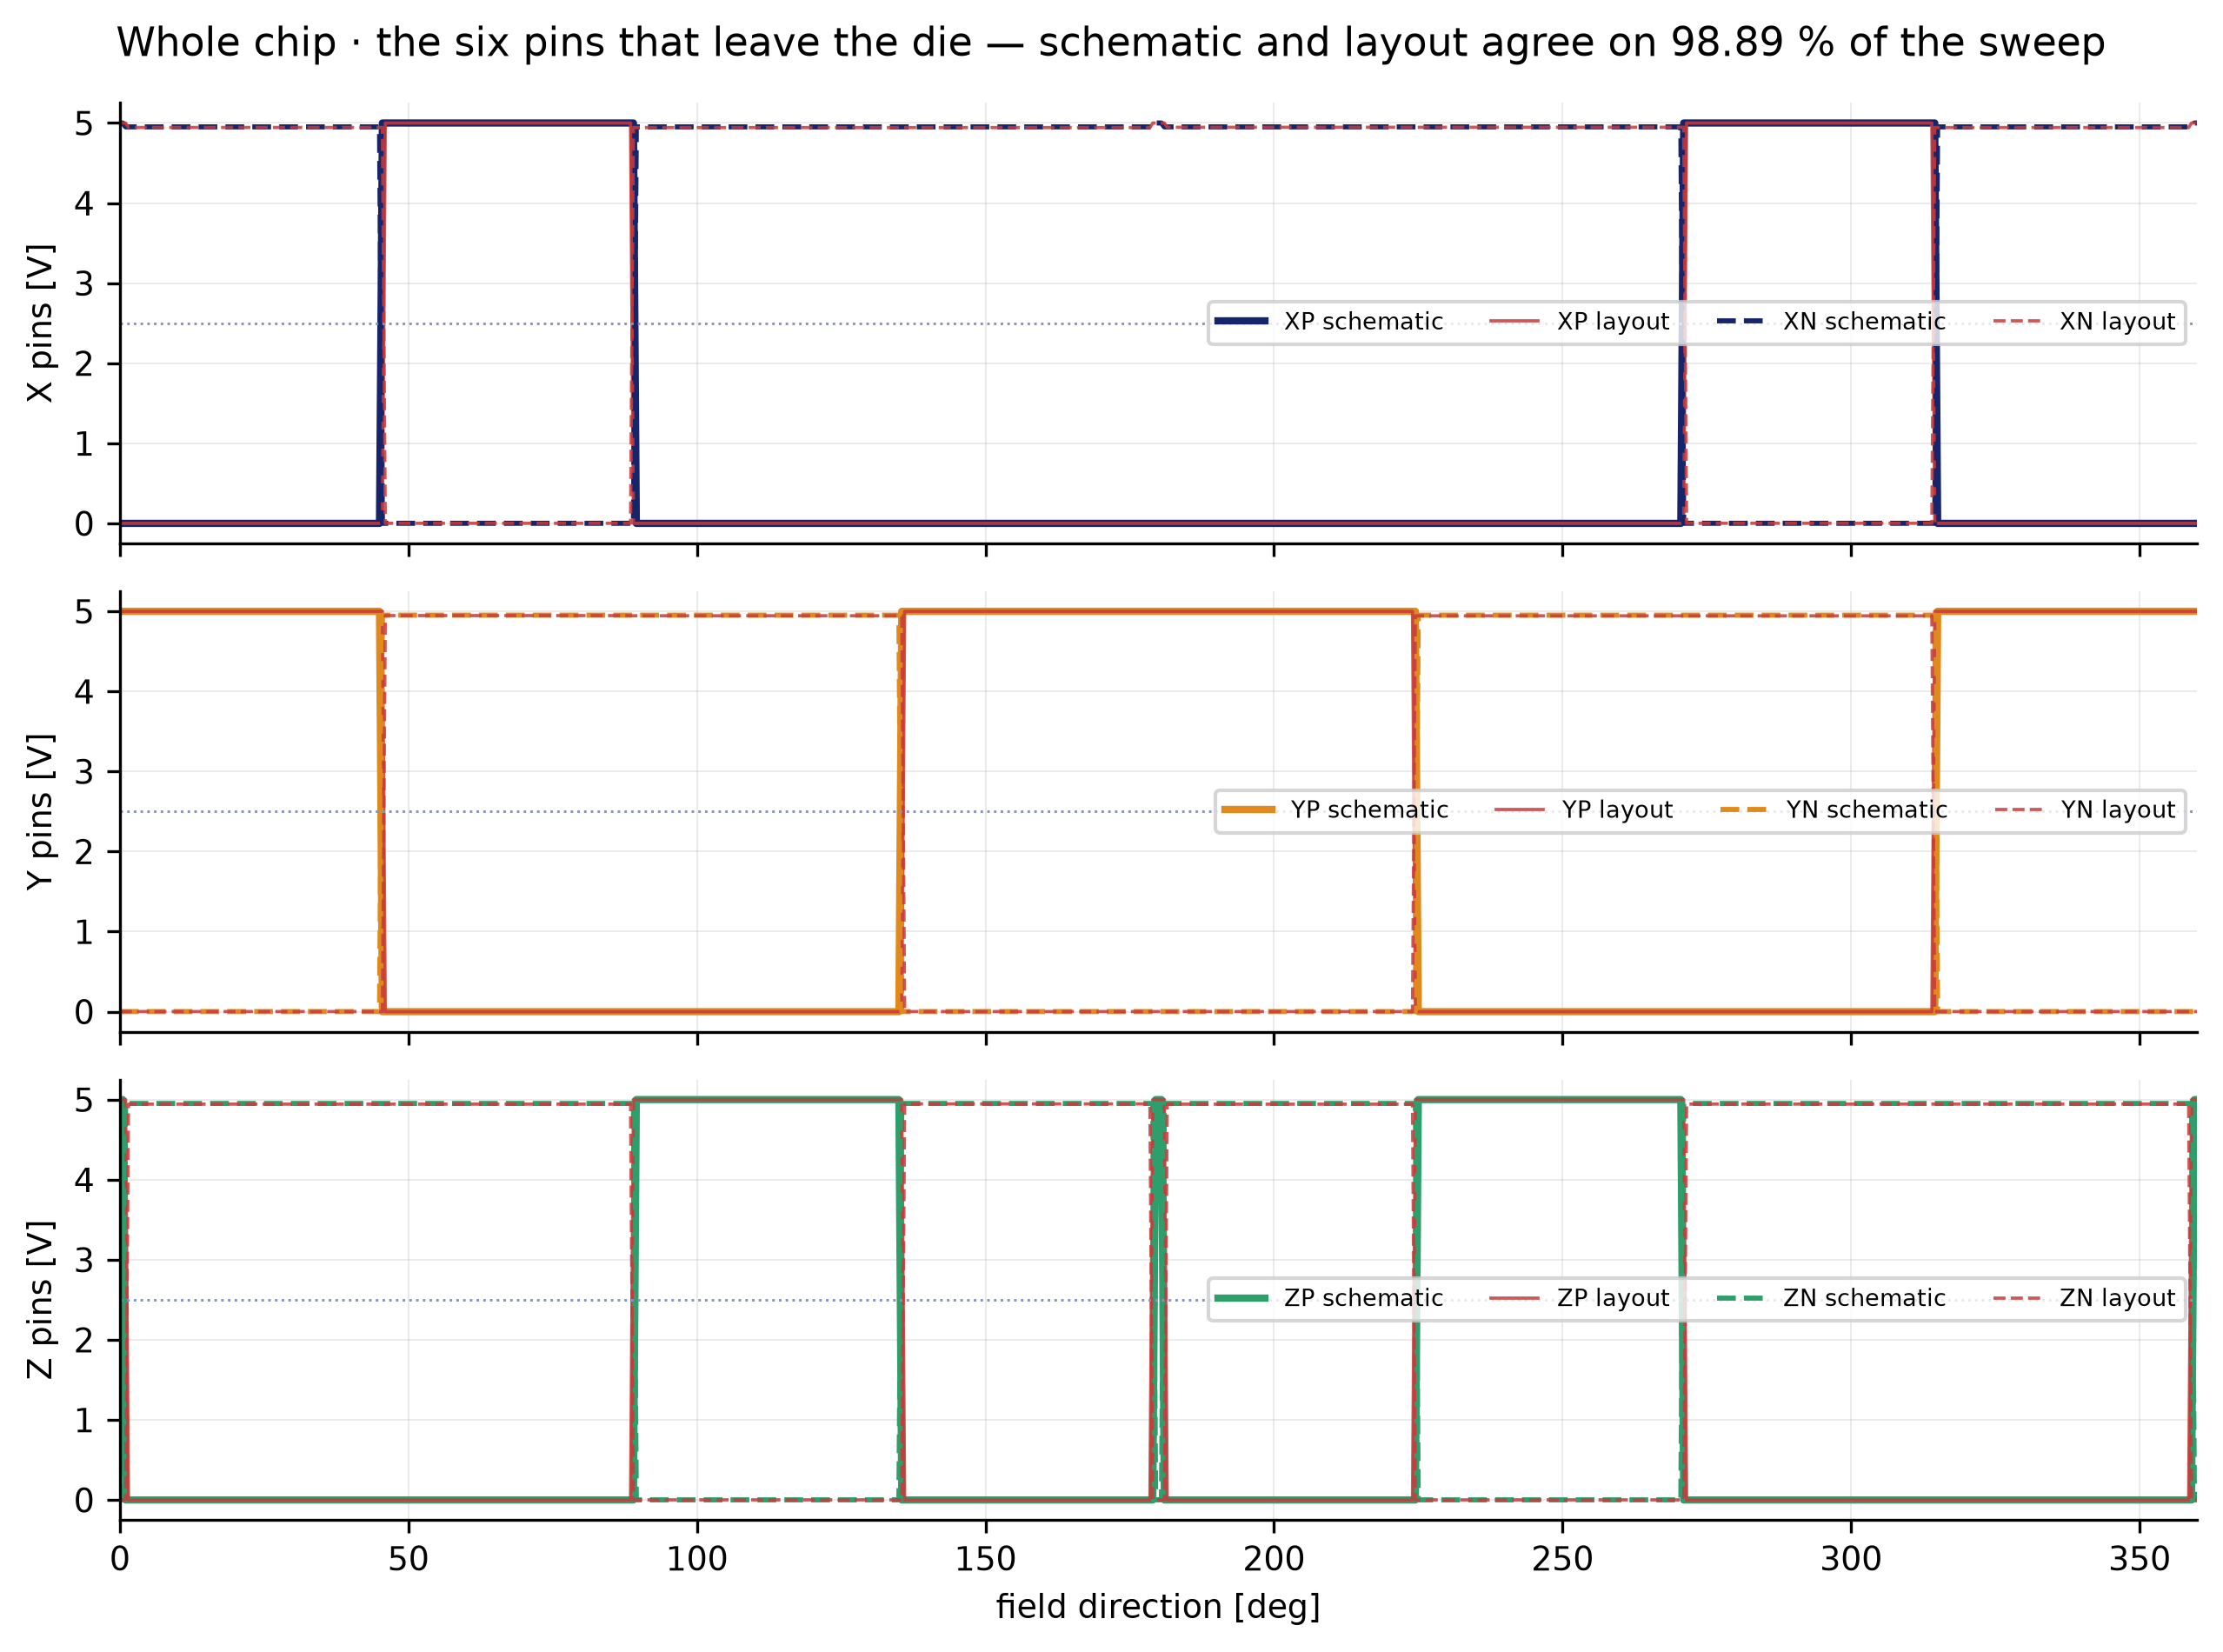 Whole chip · the six pins that leave the die — schematic and layout agree on 98.89 % of the sweep
X pins [V]
5
4
3
2
1
0
XP schematic XP layout XN schematic XN layout
Y pins [V]
5
4
3
2
1
0
YP schematic YP layout YN schematic YN layout
Z pins [V]
5
4
3
2
1
0
ZP schematic ZP layout ZN schematic ZN layout
0 50 100 150 200 250 300 350
field direction [deg]